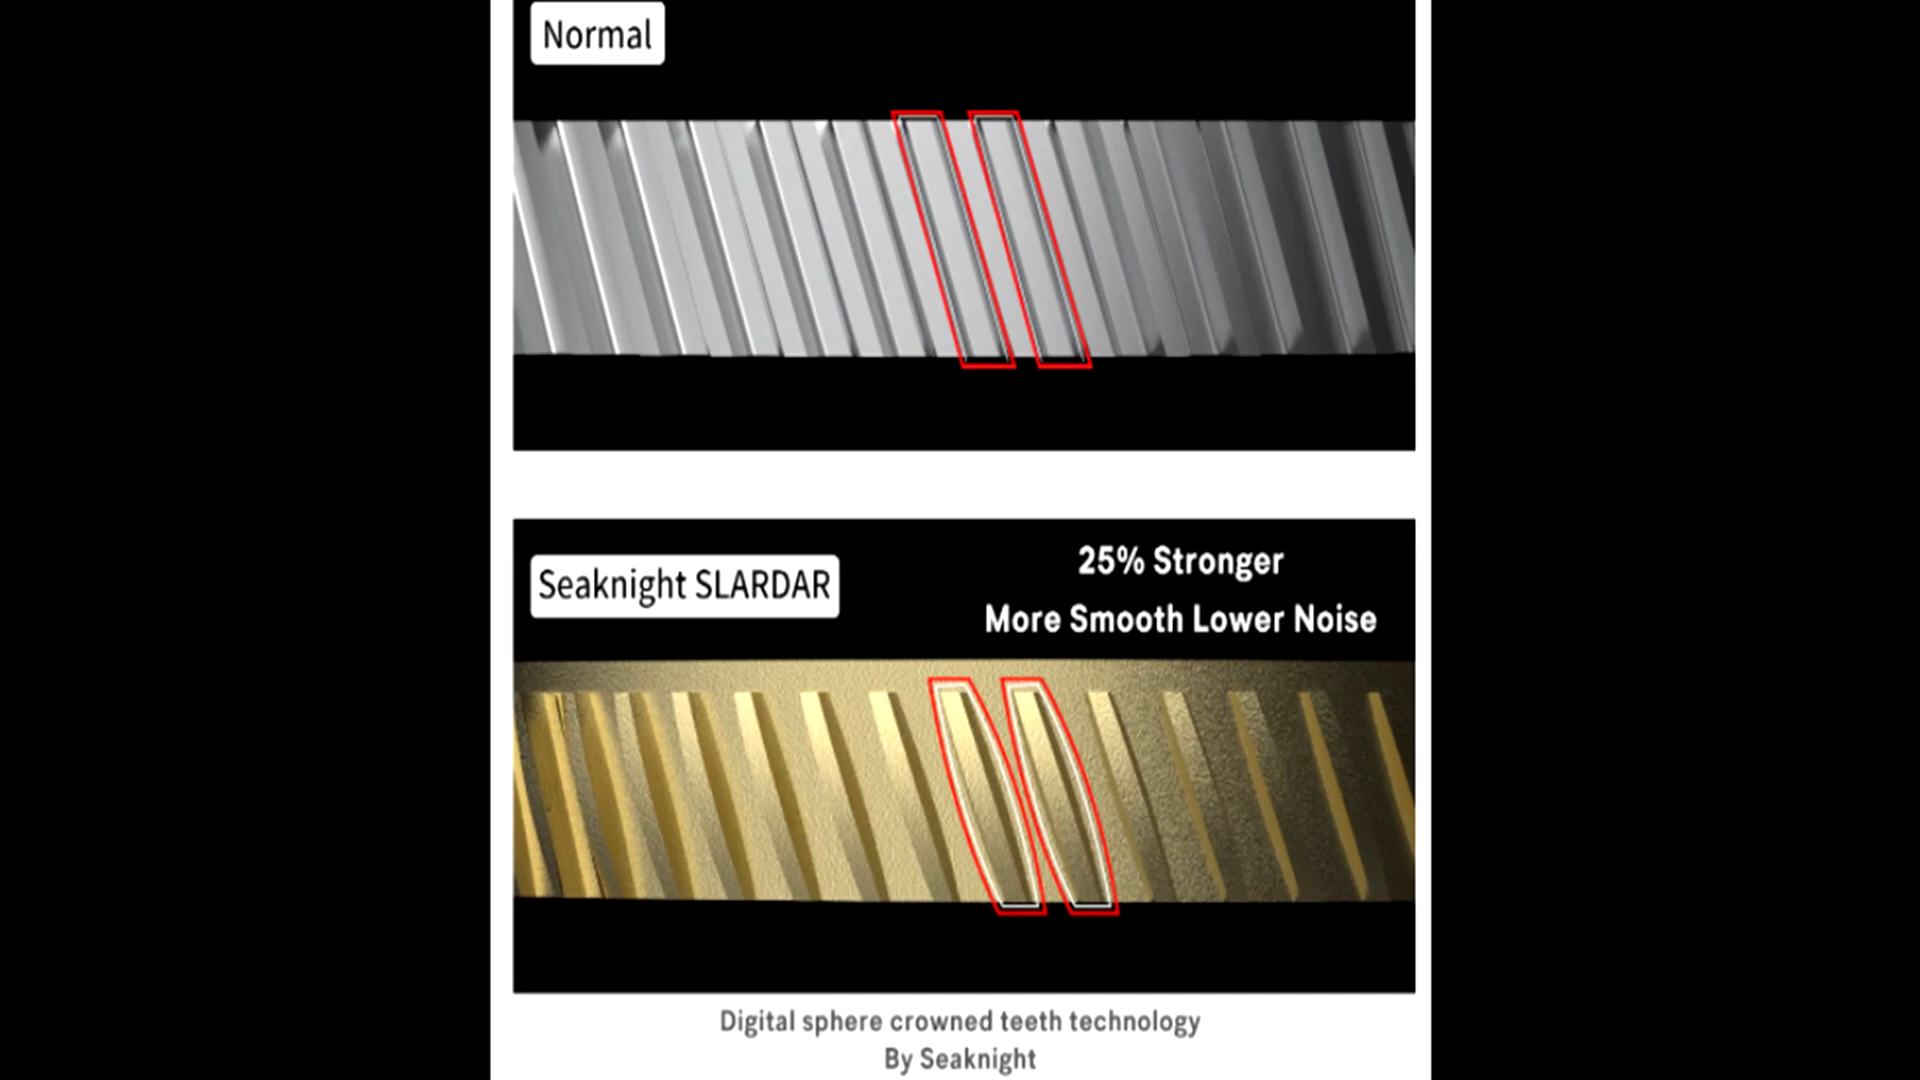 Normal
Seaknight SLARDAR
25% Stronger
More Smooth Lower Noise
Digital sphere crowned teeth technology
By Seaknight